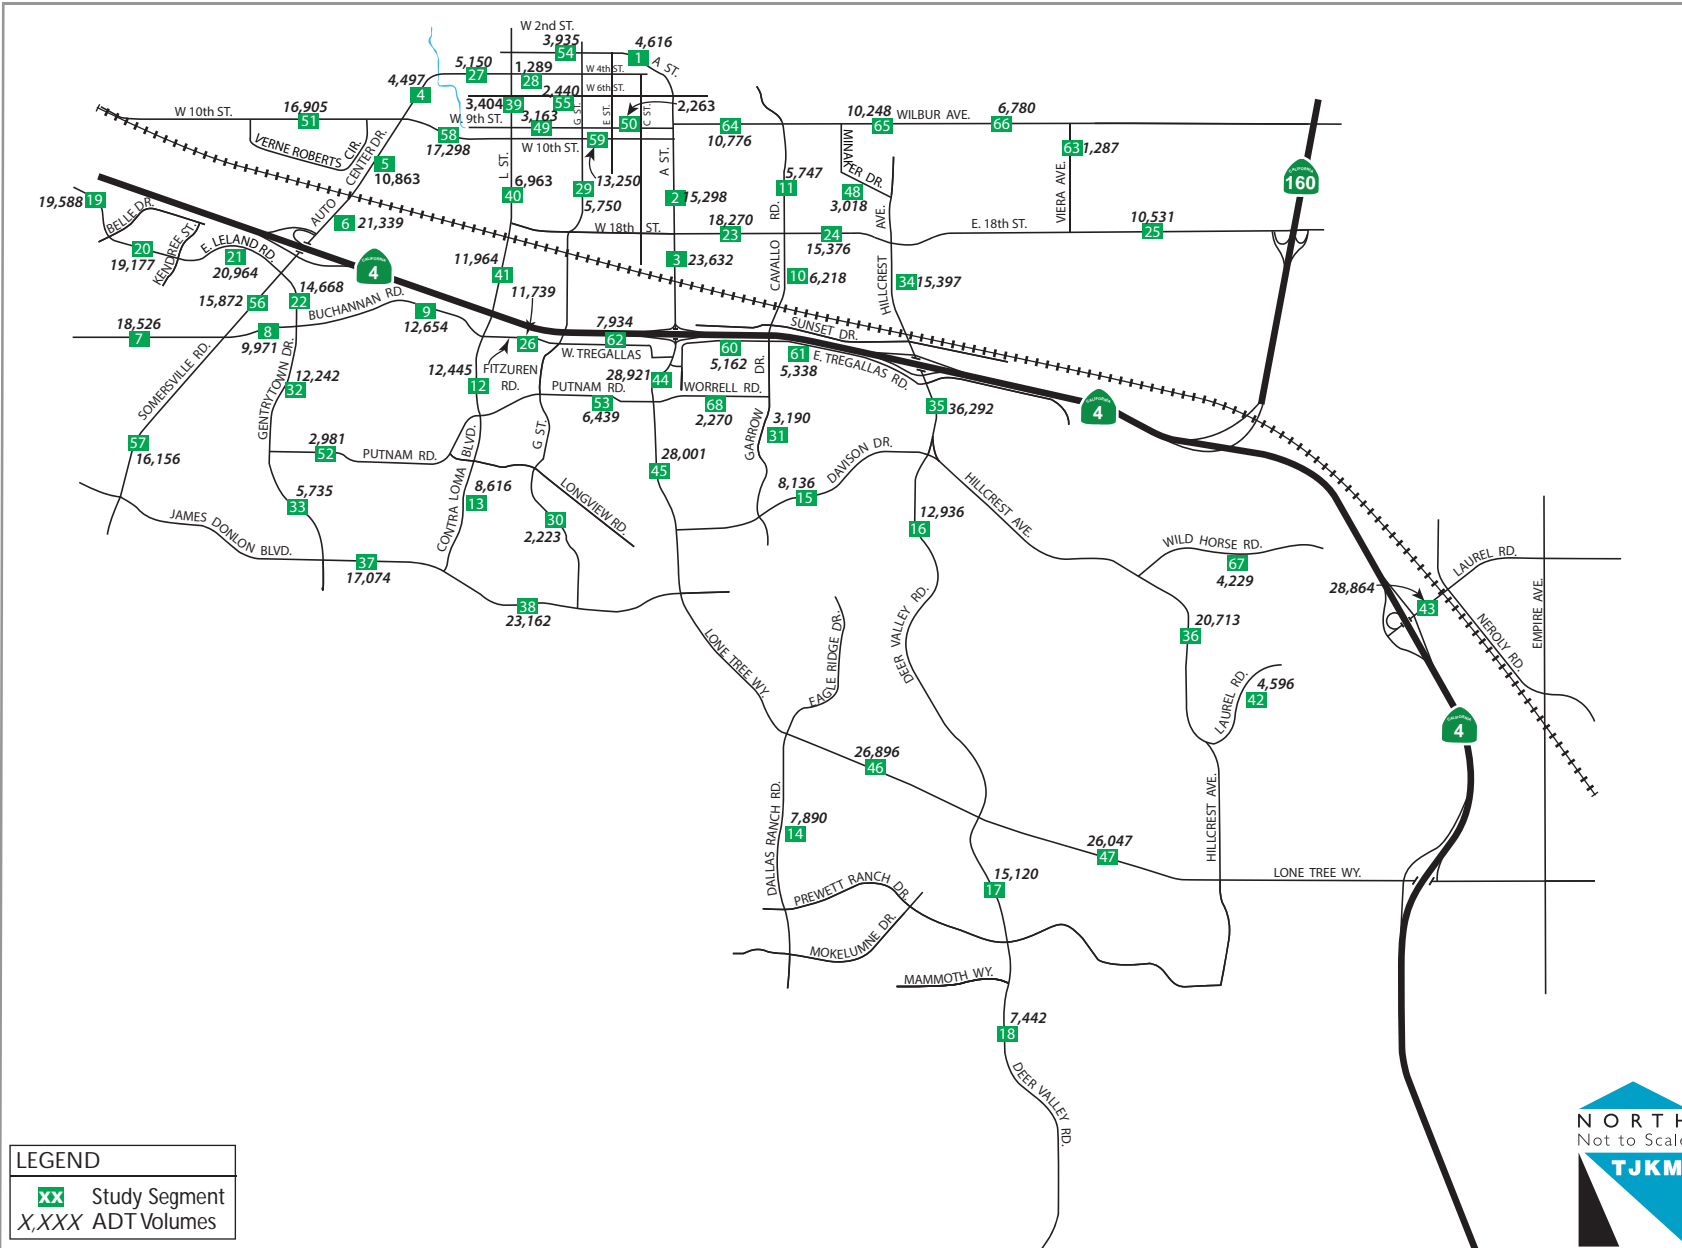 W 2nd ST.
3,935
54
4,616
1
A ST.
5,150
27
1,289
28
W 4th ST.
4,497
4
W 6th ST.
2,440
3,404
39
55
G ST.
E ST.
C ST.
2,263
W 10th ST.
16,905
51
W. 9th ST.
3,163
49
50
58
17,298
W 10th ST.
59
64
10,776
10,248
65
WILBUR AVE.
6,780
66
VERNE ROBERTS CIR.
AUTO CENTER DR.
5
10,863
L ST.
A ST.
MINAKER DR.
63
1,287
CALIFORNIA
160
19,588
19
BELLE DR.
6,963
40
29
13,250
5,750
2
15,298
5,747
11
48
3,018
VIERA AVE.
6
21,339
W 18th ST.
18,270
23
24
15,376
E. 18th ST.
10,531
25
20
19,177
KENDREE ST.
E. LELAND RD.
21
20,964
CALIFORNIA
4
11,964
41
3
23,632
CAVALLO RD.
10
6,218
HILLCREST AVE.
34
15,397
15,872
56
14,668
22
BUCHANNAN RD.
9
12,654
11,739
26
18,526
7
8
9,971
7,934
62
SUNSET DR.
W. TREGALLAS
60
5,162
61
5,338
E. TREGALLAS RD.
SOMERSVILLE RD.
GENTRYTOWN DR.
12,242
32
12,445
12
FITZUREN
RD.
28,921
44
PUTNAM RD.
53
6,439
WORRELL RD.
68
2,270
GARROW DR.
3,190
31
35
36,292
CALIFORNIA
4
57
16,156
2,981
52
PUTNAM RD.
CONTRA LOMA BLVD.
G ST.
28,001
45
DAVISON DR.
8,136
15
HILLCREST AVE.
5,735
33
8,616
13
LONGVIEW RD.
30
2,223
12,936
16
JAMES DONLON BLVD.
37
17,074
WILD HORSE RD.
67
4,229
LAUREL RD.
28,864
43
38
23,162
LONE TREE WY.
EAGLE RIDGE DR.
DEER VALLEY RD.
20,713
36
NEROLY RD.
EMPIRE AVE.
LAUREL RD.
4,596
42
CALIFORNIA
4
26,896
46
DALLAS RANCH RD.
7,890
14
HILLCREST AVE.
26,047
47
LONE TREE WY.
15,120
17
PREWETT RANCH DR.
MOKELUMNE DR.
MAMMOTH WY.
7,442
18
DEER VALLEY RD.
NORTH
Not to Scale
TJKM
LEGEND
XX Study Segment
X,XXX ADT Volumes